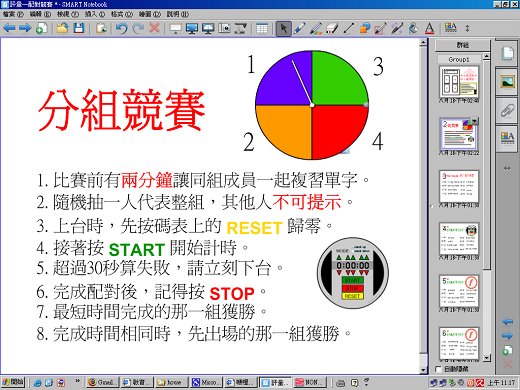 評量一配對競賽 * - SMART Notebook
檔案(F) 編輯(E) 檢視(V) 插入(I) 格式(O) 繪圖(D) 說明(H)
群組
Group1
1 3
分組競賽
2 4
1. 比賽前有兩分鐘讓同組成員一起複習單字。
2. 隨機抽一人代表整組，其他人不可提示。
3. 上台時，先按碼表上的 RESET 歸零。
4. 接著按 START 開始計時。
5. 超過30秒算失敗，請立刻下台。
6. 完成配對後，記得按 STOP。
7. 最短時間完成的那一組獲勝。
8. 完成時間相同時，先出場的那一組獲勝。
MODE:
0:00:00
START
STOP
RESET
自動隱藏
開始
home
Micro...
評量...
NON...
上午 11:17